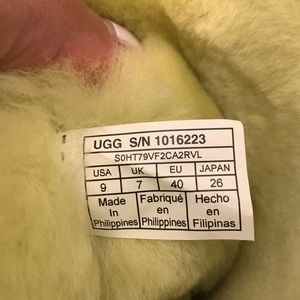 UGG S/N 1016223
S0HT79VF2CA2RVL
USA UK EU JAPAN
9 7 40 26
Made Fabriqué Hecho
In en en
Philippines Philippines Filipinas